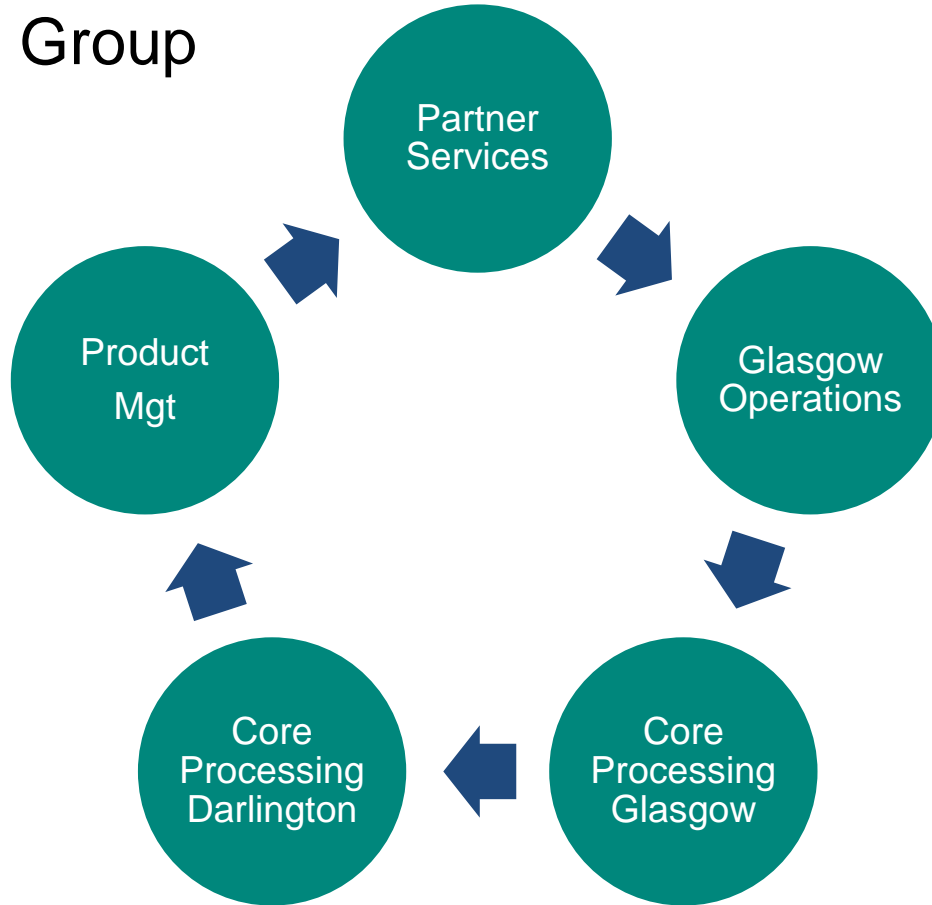 Group
Partner
Services
Glasgow
Operations
Core
Processing
Glasgow
Core
Processing
Darlington
Product
Mgt